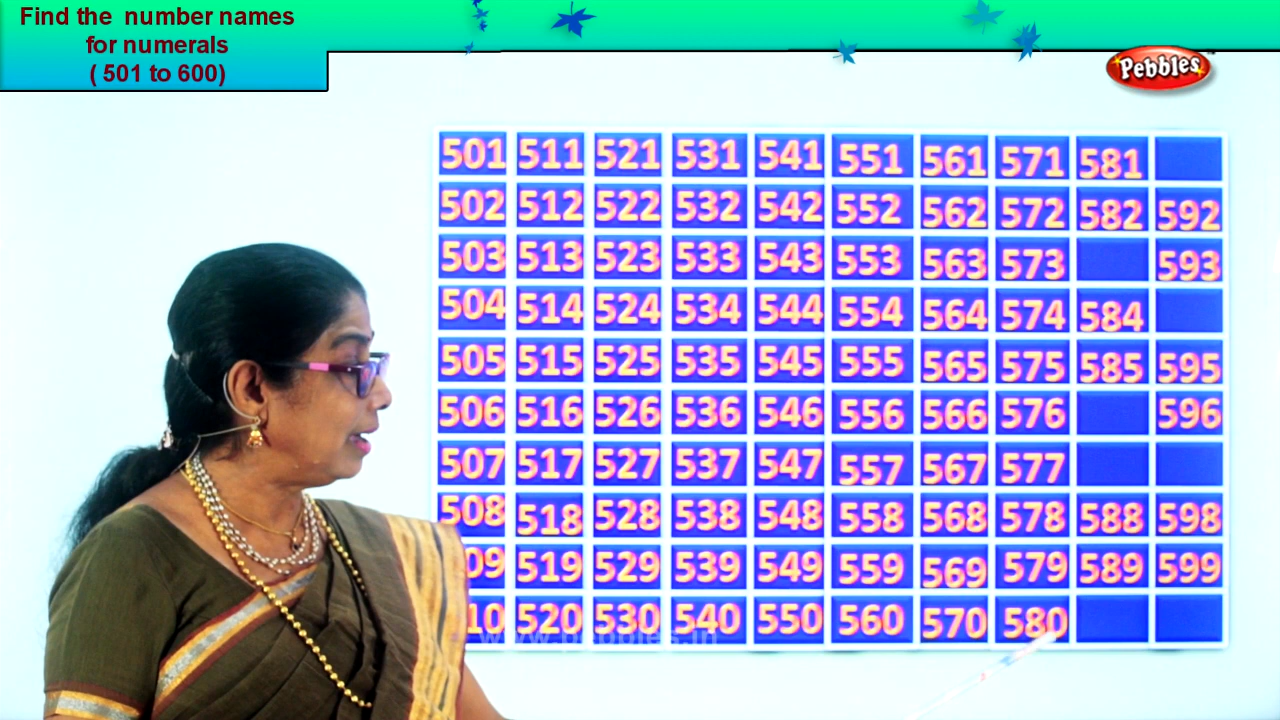 Find the number names
for numerals
( 501 to 600)
Pebbles
501 511 521 531 541 551 561 571 581
502 512 522 532 542 552 562 572 582 592
503 513 523 533 543 553 563 573 593
504 514 524 534 544 554 564 574 584
505 515 525 535 545 555 565 575 585 595
506 516 526 536 546 556 566 576 596
507 517 527 537 547 557 567 577
508 518 528 538 548 558 568 578 588 598
09 519 529 539 549 559 569 579 589 599
10 520 530 540 550 560 570 580
www.pebbles.in